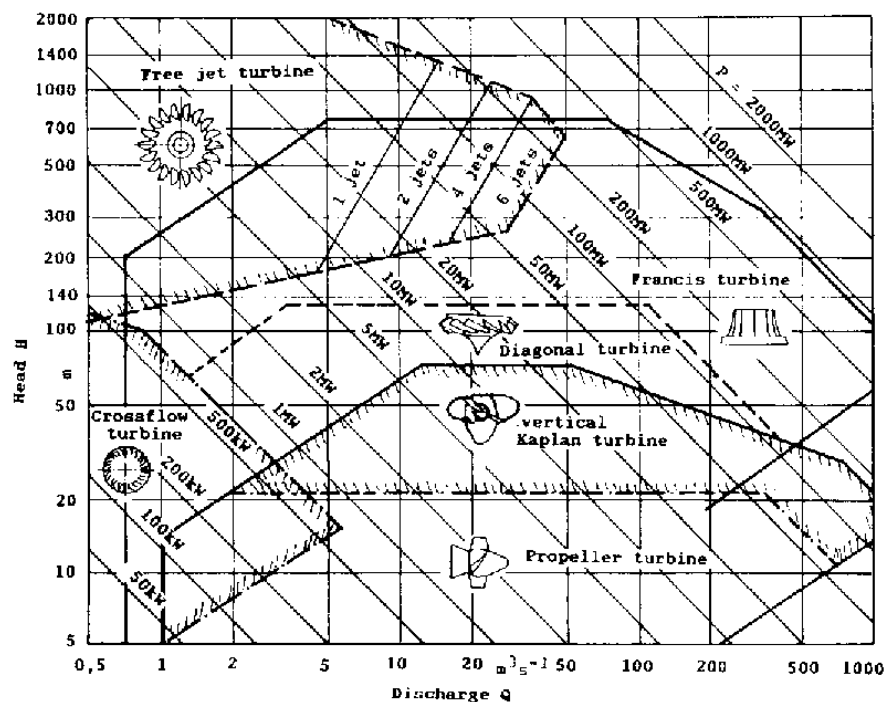 2000
1400
1000
700
500
300
200
140
100
50
20
10
5
Head H
m
Free jet turbine
1 jet
2 jets
4 jets
6 jets
P = 2000MW
1000MW
500MW
200MW
100MW
50MW
20MW
10MW
5MW
2MW
1MW
500kW
200kW
100kW
50kW
Francis turbine
Diagonal turbine
vertical
Kaplan turbine
Crossflow
turbine
Propeller turbine
0,5 1 2 5 10 20 m³s⁻¹ 50 100 200 500 1000
Discharge Q